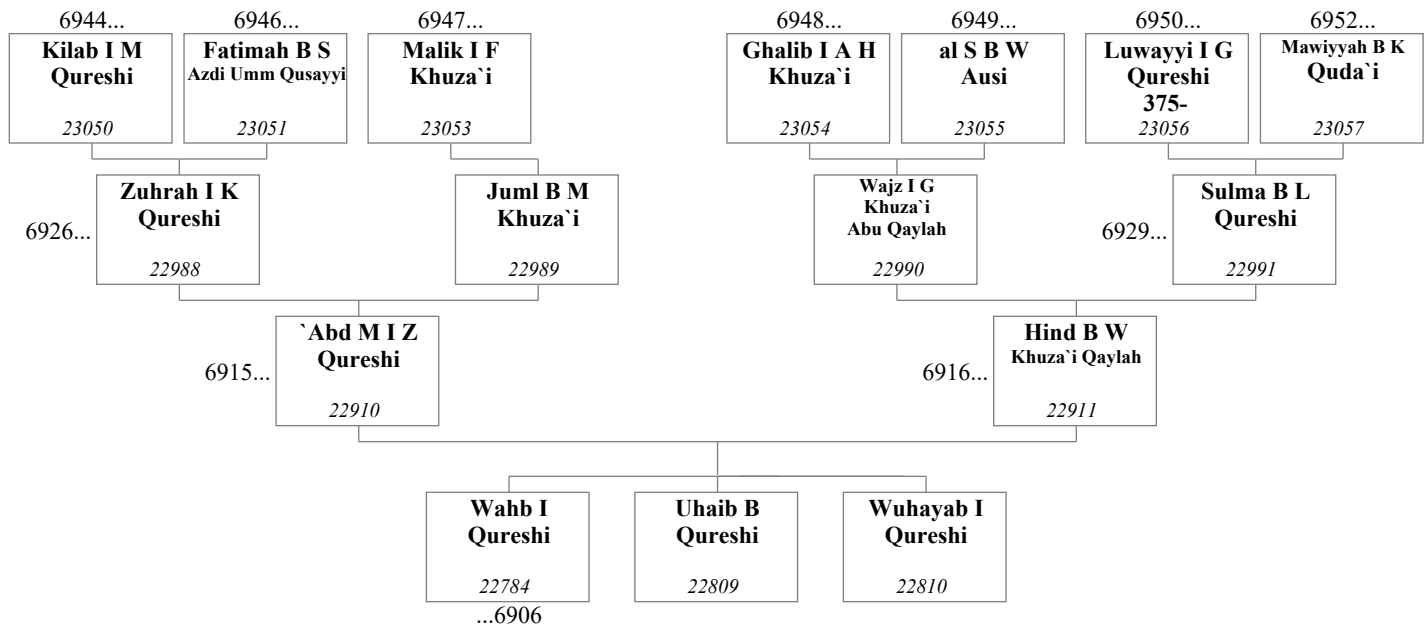 6944...
6946...
6947...
6948...
6949...
6950...
6952...
Kilab I M
Qureshi
23050
Fatimah B S
Azdi Umm Qusayyi
23051
Malik I F
Khuza`i
23053
Ghalib I A H
Khuza`i
23054
al S B W
Ausi
23055
Luwayyi I G
Qureshi
375-
23056
Mawiyyah B K
Quda`i
23057
6926...
Zuhrah I K
Qureshi
22988
Juml B M
Khuza`i
22989
Wajz I G
Khuza`i
Abu Qaylah
22990
6929...
Sulma B L
Qureshi
22991
6915...
`Abd M I Z
Qureshi
22910
6916...
Hind B W
Khuza`i Qaylah
22911
Wahb I
Qureshi
22784
Uhaib B
Qureshi
22809
Wuhayab I
Qureshi
22810
...6906